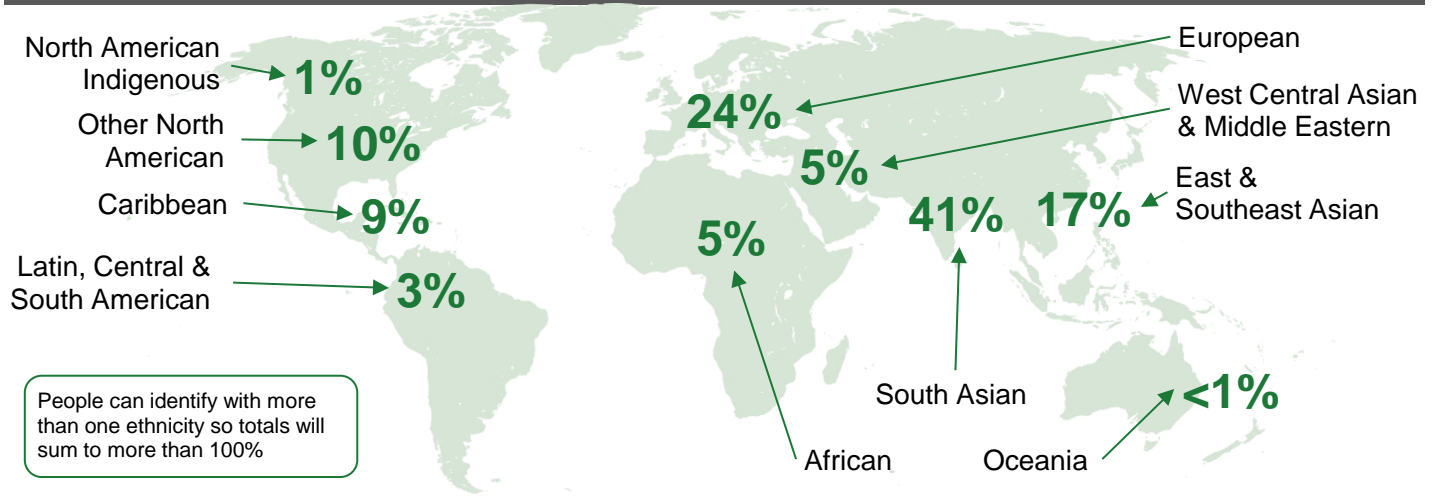 North American
Indigenous
1%
Other North
American
10%
Caribbean
9%
Latin, Central &
South American
3%
European
24%
West Central Asian
& Middle Eastern
5%
East &
Southeast Asian
17%
41%
South Asian
5%
African
<1%
Oceania
People can identify with more
than one ethnicity so totals will
sum to more than 100%